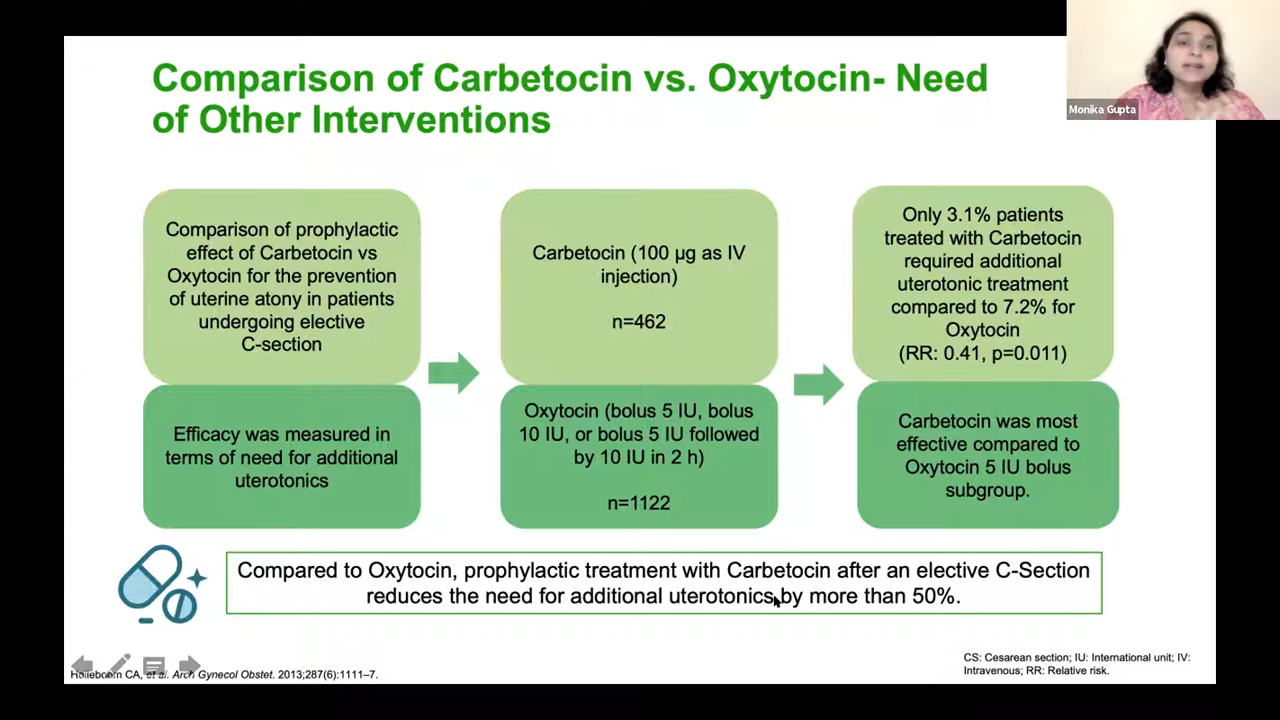 Comparison of Carbetocin vs. Oxytocin- Need
of Other Interventions
Monika Gupta
Comparison of prophylactic
effect of Carbetocin vs
Oxytocin for the prevention
of uterine atony in patients
undergoing elective
C-section
Efficacy was measured in
terms of need for additional
uterotonics
Carbetocin (100 µg as IV
injection)
n=462
Oxytocin (bolus 5 IU, bolus
10 IU, or bolus 5 IU followed
by 10 IU in 2 h)
n=1122
Only 3.1% patients
treated with Carbetocin
required additional
uterotonic treatment
compared to 7.2% for
Oxytocin
(RR: 0.41, p=0.011)
Carbetocin was most
effective compared to
Oxytocin 5 IU bolus
subgroup.
Compared to Oxytocin, prophylactic treatment with Carbetocin after an elective C-Section
reduces the need for additional uterotonics by more than 50%.
CS: Cesarean section; IU: International unit; IV:
Intravenous; RR: Relative risk.
Holleboom CA, et al. Arch Gynecol Obstet. 2013;287(6):1111–7.